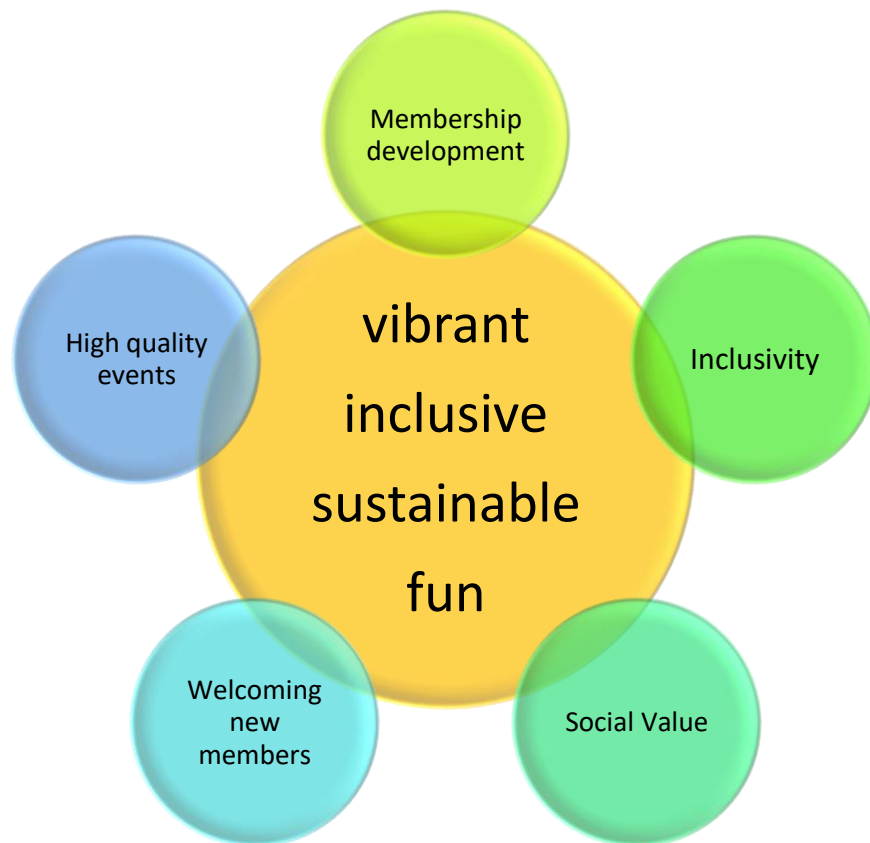 Membership
development
High quality
events
vibrant
inclusive
sustainable
fun
Inclusivity
Welcoming
new
members
Social Value